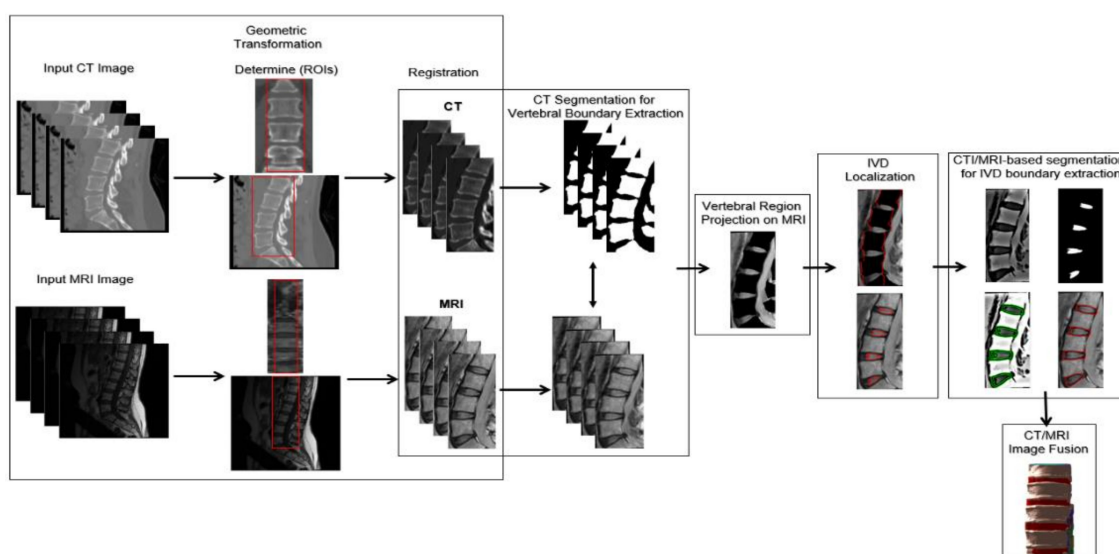 Geometric
Transformation
Input CT Image
Determine (ROIs)
Registration
CT
CT Segmentation for
Vertebral Boundary Extraction
IVD
Localization
CTI/MRI-based segmentation
for IVD boundary extraction
Vertebral Region
Projection on MRI
Input MRI Image
MRI
CT/MRI
Image Fusion